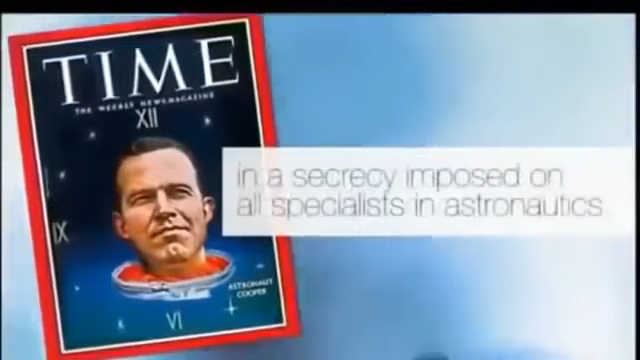 TIME
THE WEEKLY NEWSMAGAZINE
XII
IX
VI
ASTRONAUT
COOPER
in a secrecy imposed on
all specialists in astronautics.